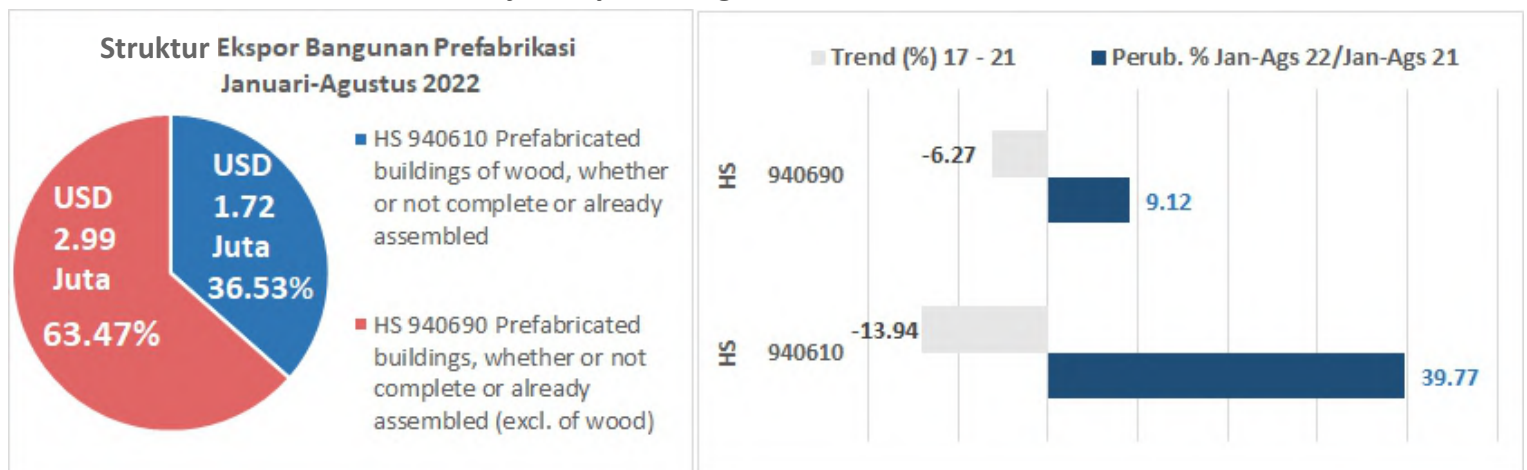 Struktur Ekspor Bangunan Prefabrikasi
Januari-Agustus 2022
USD
1.72
Juta
36.53%
USD
2.99
Juta
63.47%
HS 940610 Prefabricated
buildings of wood, whether
or not complete or already
assembled
HS 940690 Prefabricated
buildings, whether or not
complete or already
assembled (excl. of wood)
Trend (%) 17 - 21
Perub. % Jan-Ags 22/Jan-Ags 21
HS
940690
-6.27
9.12
HS
940610
-13.94
39.77